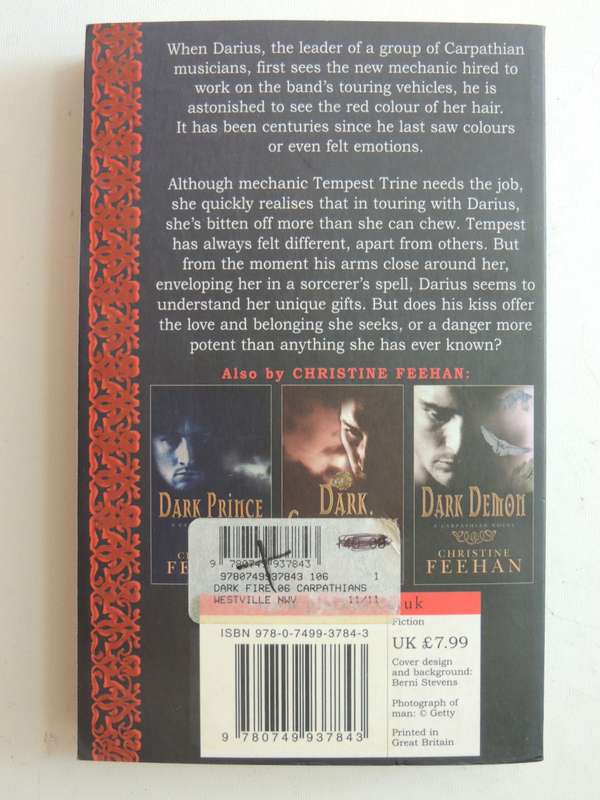 When Darius, the leader of a group of Carpathian
musicians, first sees the new mechanic hired to
work on the band's touring vehicles, he is
astonished to see the red colour of her hair.
It has been centuries since he last saw colours
or even felt emotions.
Although mechanic Tempest Trine needs the job,
she quickly realises that in touring with Darius,
she's bitten off more than she can chew. Tempest
has always felt different, apart from others. But
from the moment his arms close around her,
enveloping her in a sorcerer's spell, Darius seems to
understand her unique gifts. But does his kiss offer
the love and belonging she seeks, or a danger more
potent than anything she has ever known?
Also by CHRISTINE FEEHAN:
DARK PRINCE
DARK
DARK DEMON
A CARPATHIAN NOVEL
CHRISTINE
FEEHAN
9 780749 937843
9780749937843 106 1
DARK FIRE 06 CARPATHIANS
WESTVILLE NWV 11/11
uk
ISBN 978-0-7499-3784-3
9 780749 937843
Fiction
UK £7.99
Cover design
and background:
Berni Stevens
Photograph of
man: © Getty
Printed in
Great Britain